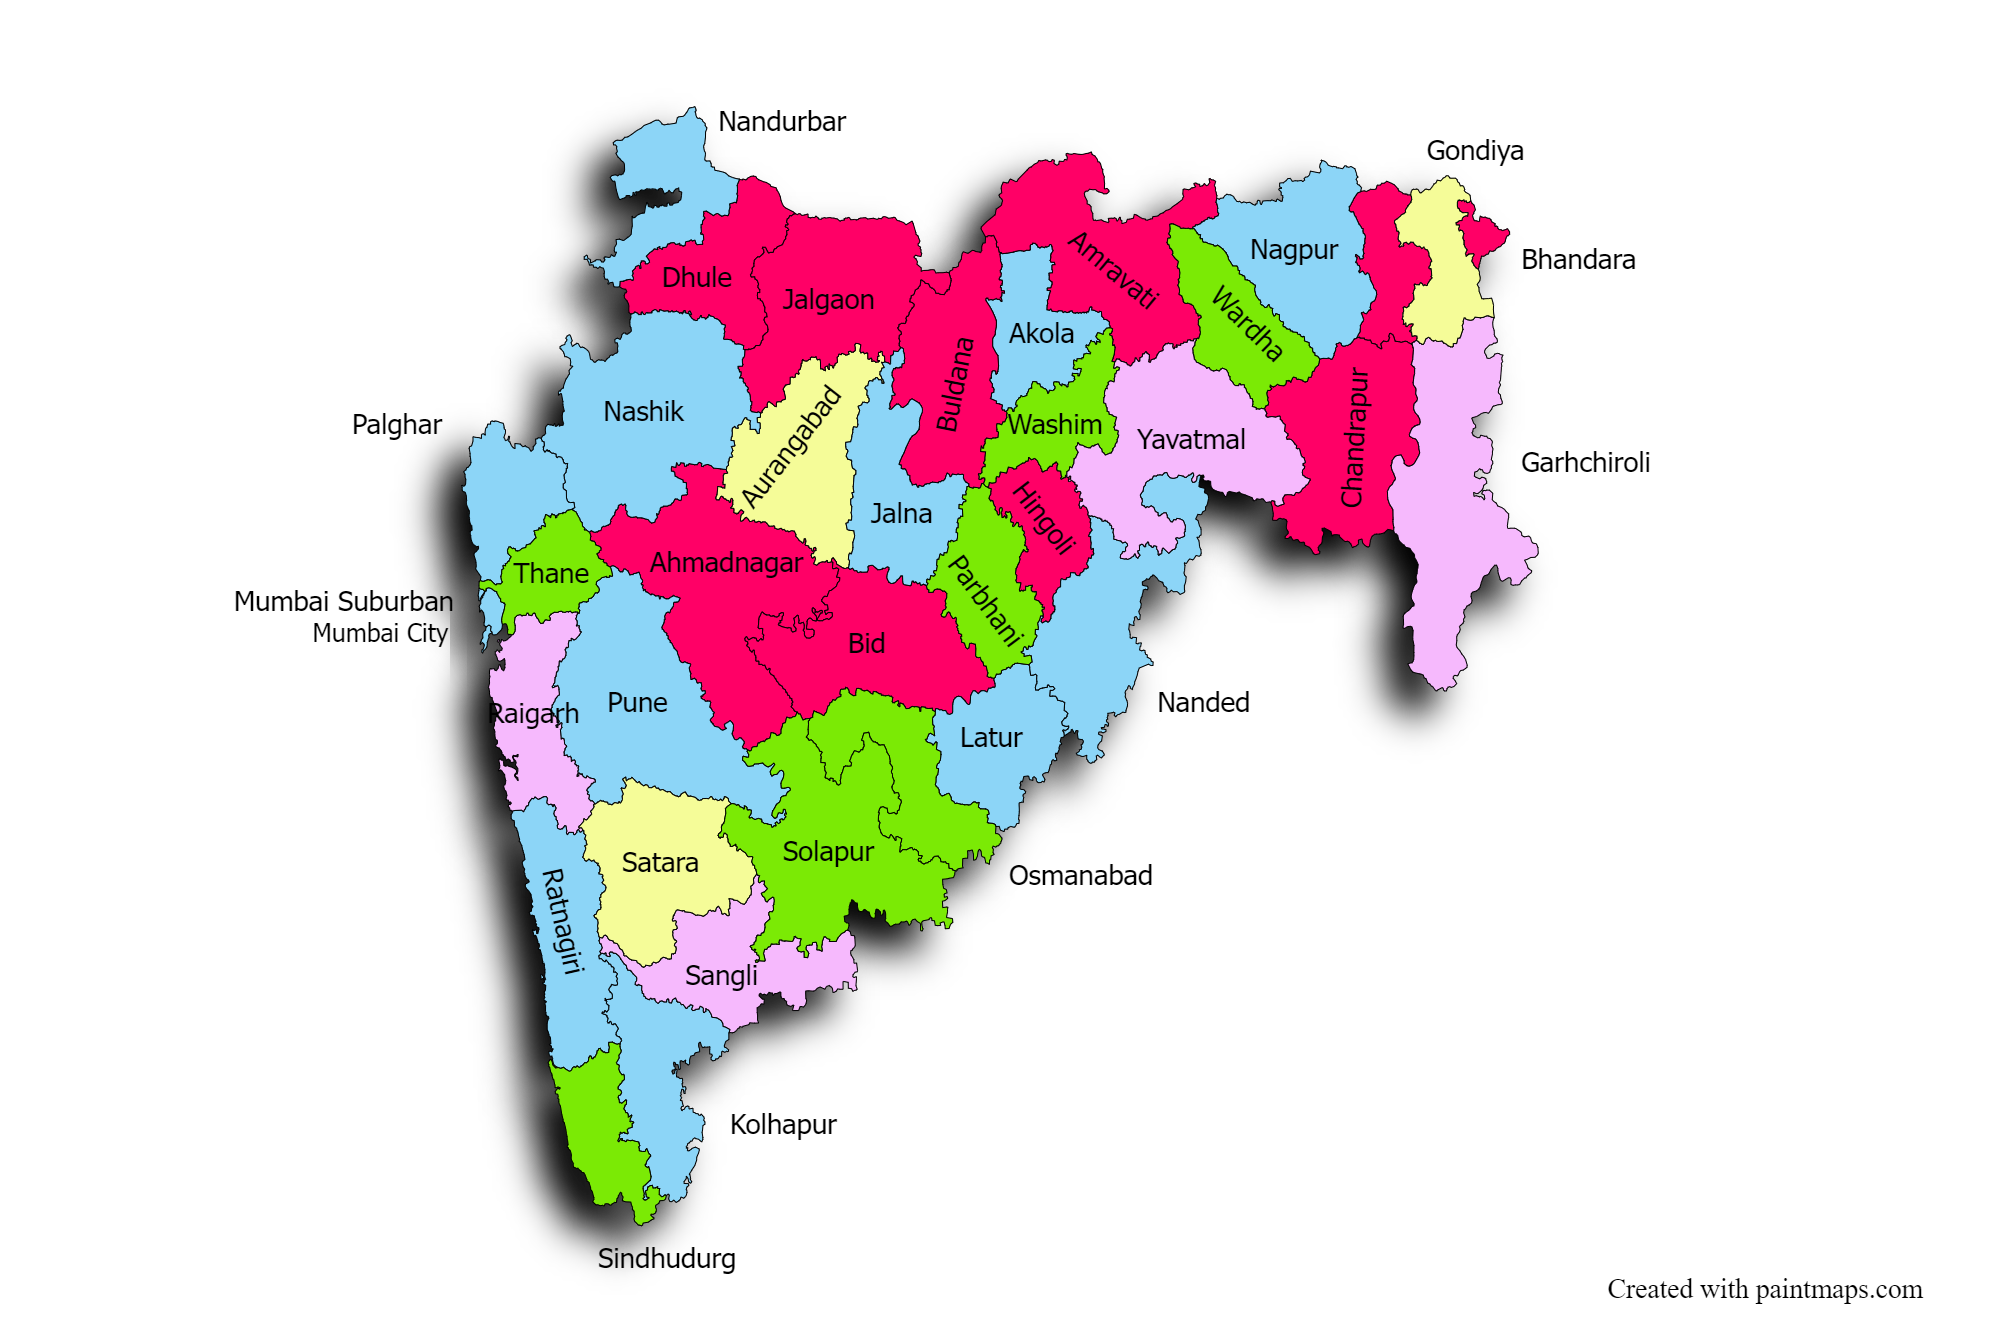 Nandurbar
Gondiya
Dhule
Jalgaon
Amravati
Nagpur
Bhandara
Buldana
Akola
Wardha
Palghar
Nashik
Aurangabad
Washim
Yavatmal
Chandrapur
Garhchiroli
Jalna
Hingoli
Thane
Ahmadnagar
Parbhani
Mumbai Suburban
Mumbai City
Bid
Raigarh
Pune
Latur
Nanded
Satara
Solapur
Osmanabad
Ratnagiri
Sangli
Kolhapur
Sindhudurg
Created with paintmaps.com